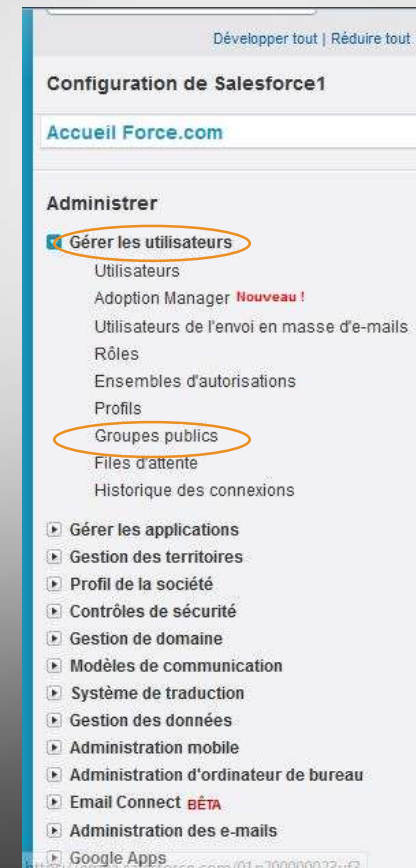 Développer tout | Réduire tout
Configuration de Salesforce1
Accueil Force.com
Administrer
Gérer les utilisateurs
Utilisateurs
Adoption Manager Nouveau !
Utilisateurs de l'envoi en masse d'e-mails
Rôles
Ensembles d'autorisations
Profils
Groupes publics
Files d'attente
Historique des connexions
Gérer les applications
Gestion des territoires
Profil de la société
Contrôles de sécurité
Gestion de domaine
Modèles de communication
Système de traduction
Gestion des données
Administration mobile
Administration d'ordinateur de bureau
Email Connect BÊTA
Administration des e-mails
Google Apps